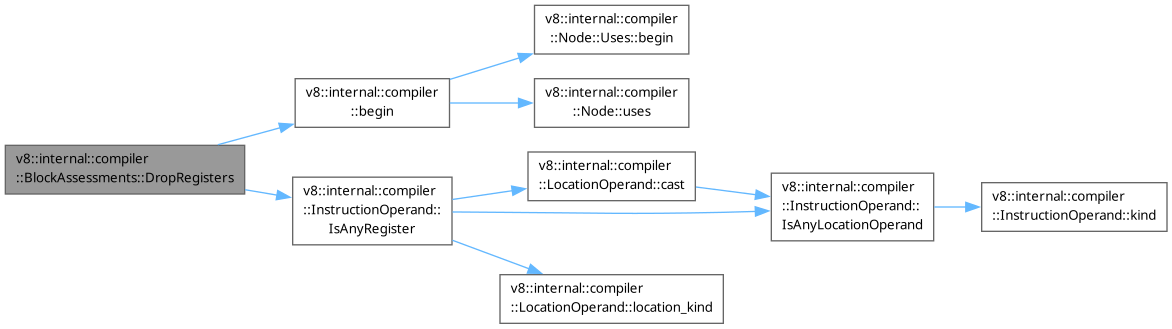 v8::internal::compiler
::BlockAssessments::DropRegisters
v8::internal::compiler
::begin
v8::internal::compiler
::Node::Uses::begin
v8::internal::compiler
::Node::uses
v8::internal::compiler
::InstructionOperand::
IsAnyRegister
v8::internal::compiler
::LocationOperand::cast
v8::internal::compiler
::InstructionOperand::
IsAnyLocationOperand
v8::internal::compiler
::InstructionOperand::kind
v8::internal::compiler
::LocationOperand::location_kind